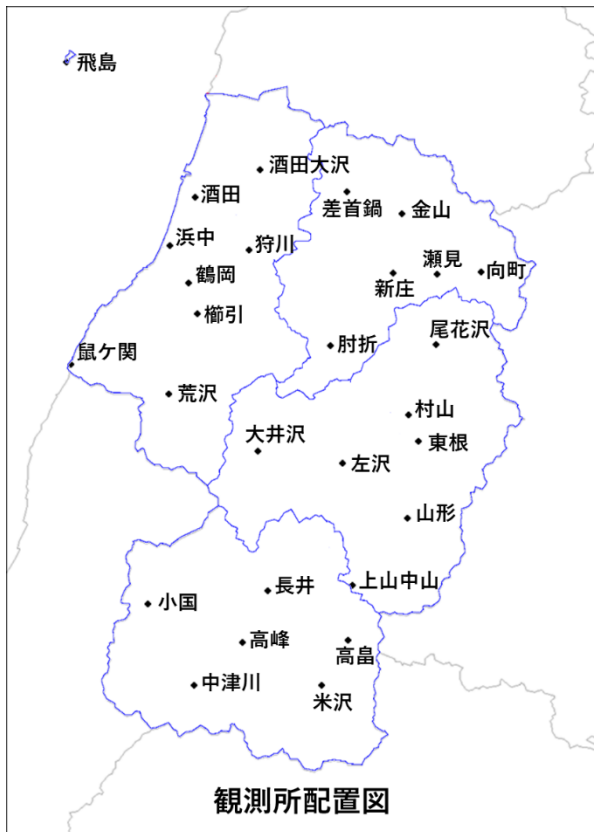 飛島
酒田大沢
酒田
差首鍋
金山
浜中
狩川
鶴岡
新庄
瀬見
向町
櫛引
鼠ケ関
肘折
尾花沢
荒沢
村山
大井沢
左沢
東根
山形
長井
上山中山
小国
高峰
高畠
中津川
米沢
観測所配置図